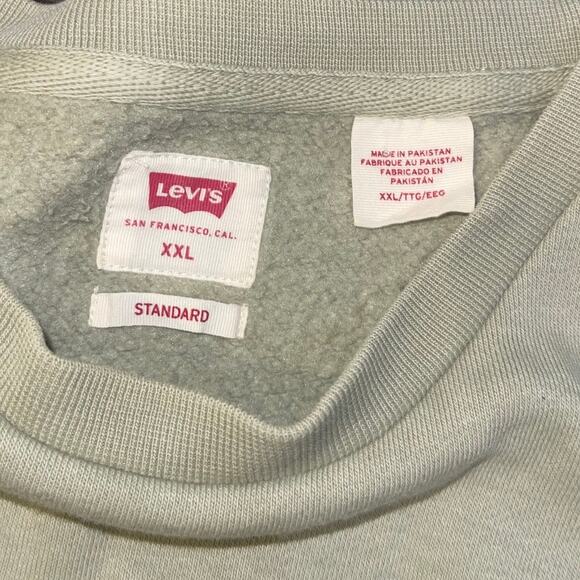 Levi's
SAN FRANCISCO, CAL.
XXL
STANDARD
MADE IN PAKISTAN
FABRIQUE AU PAKISTAN
FABRICADO EN
PAKISTÁN
XXL/TTG/EEG